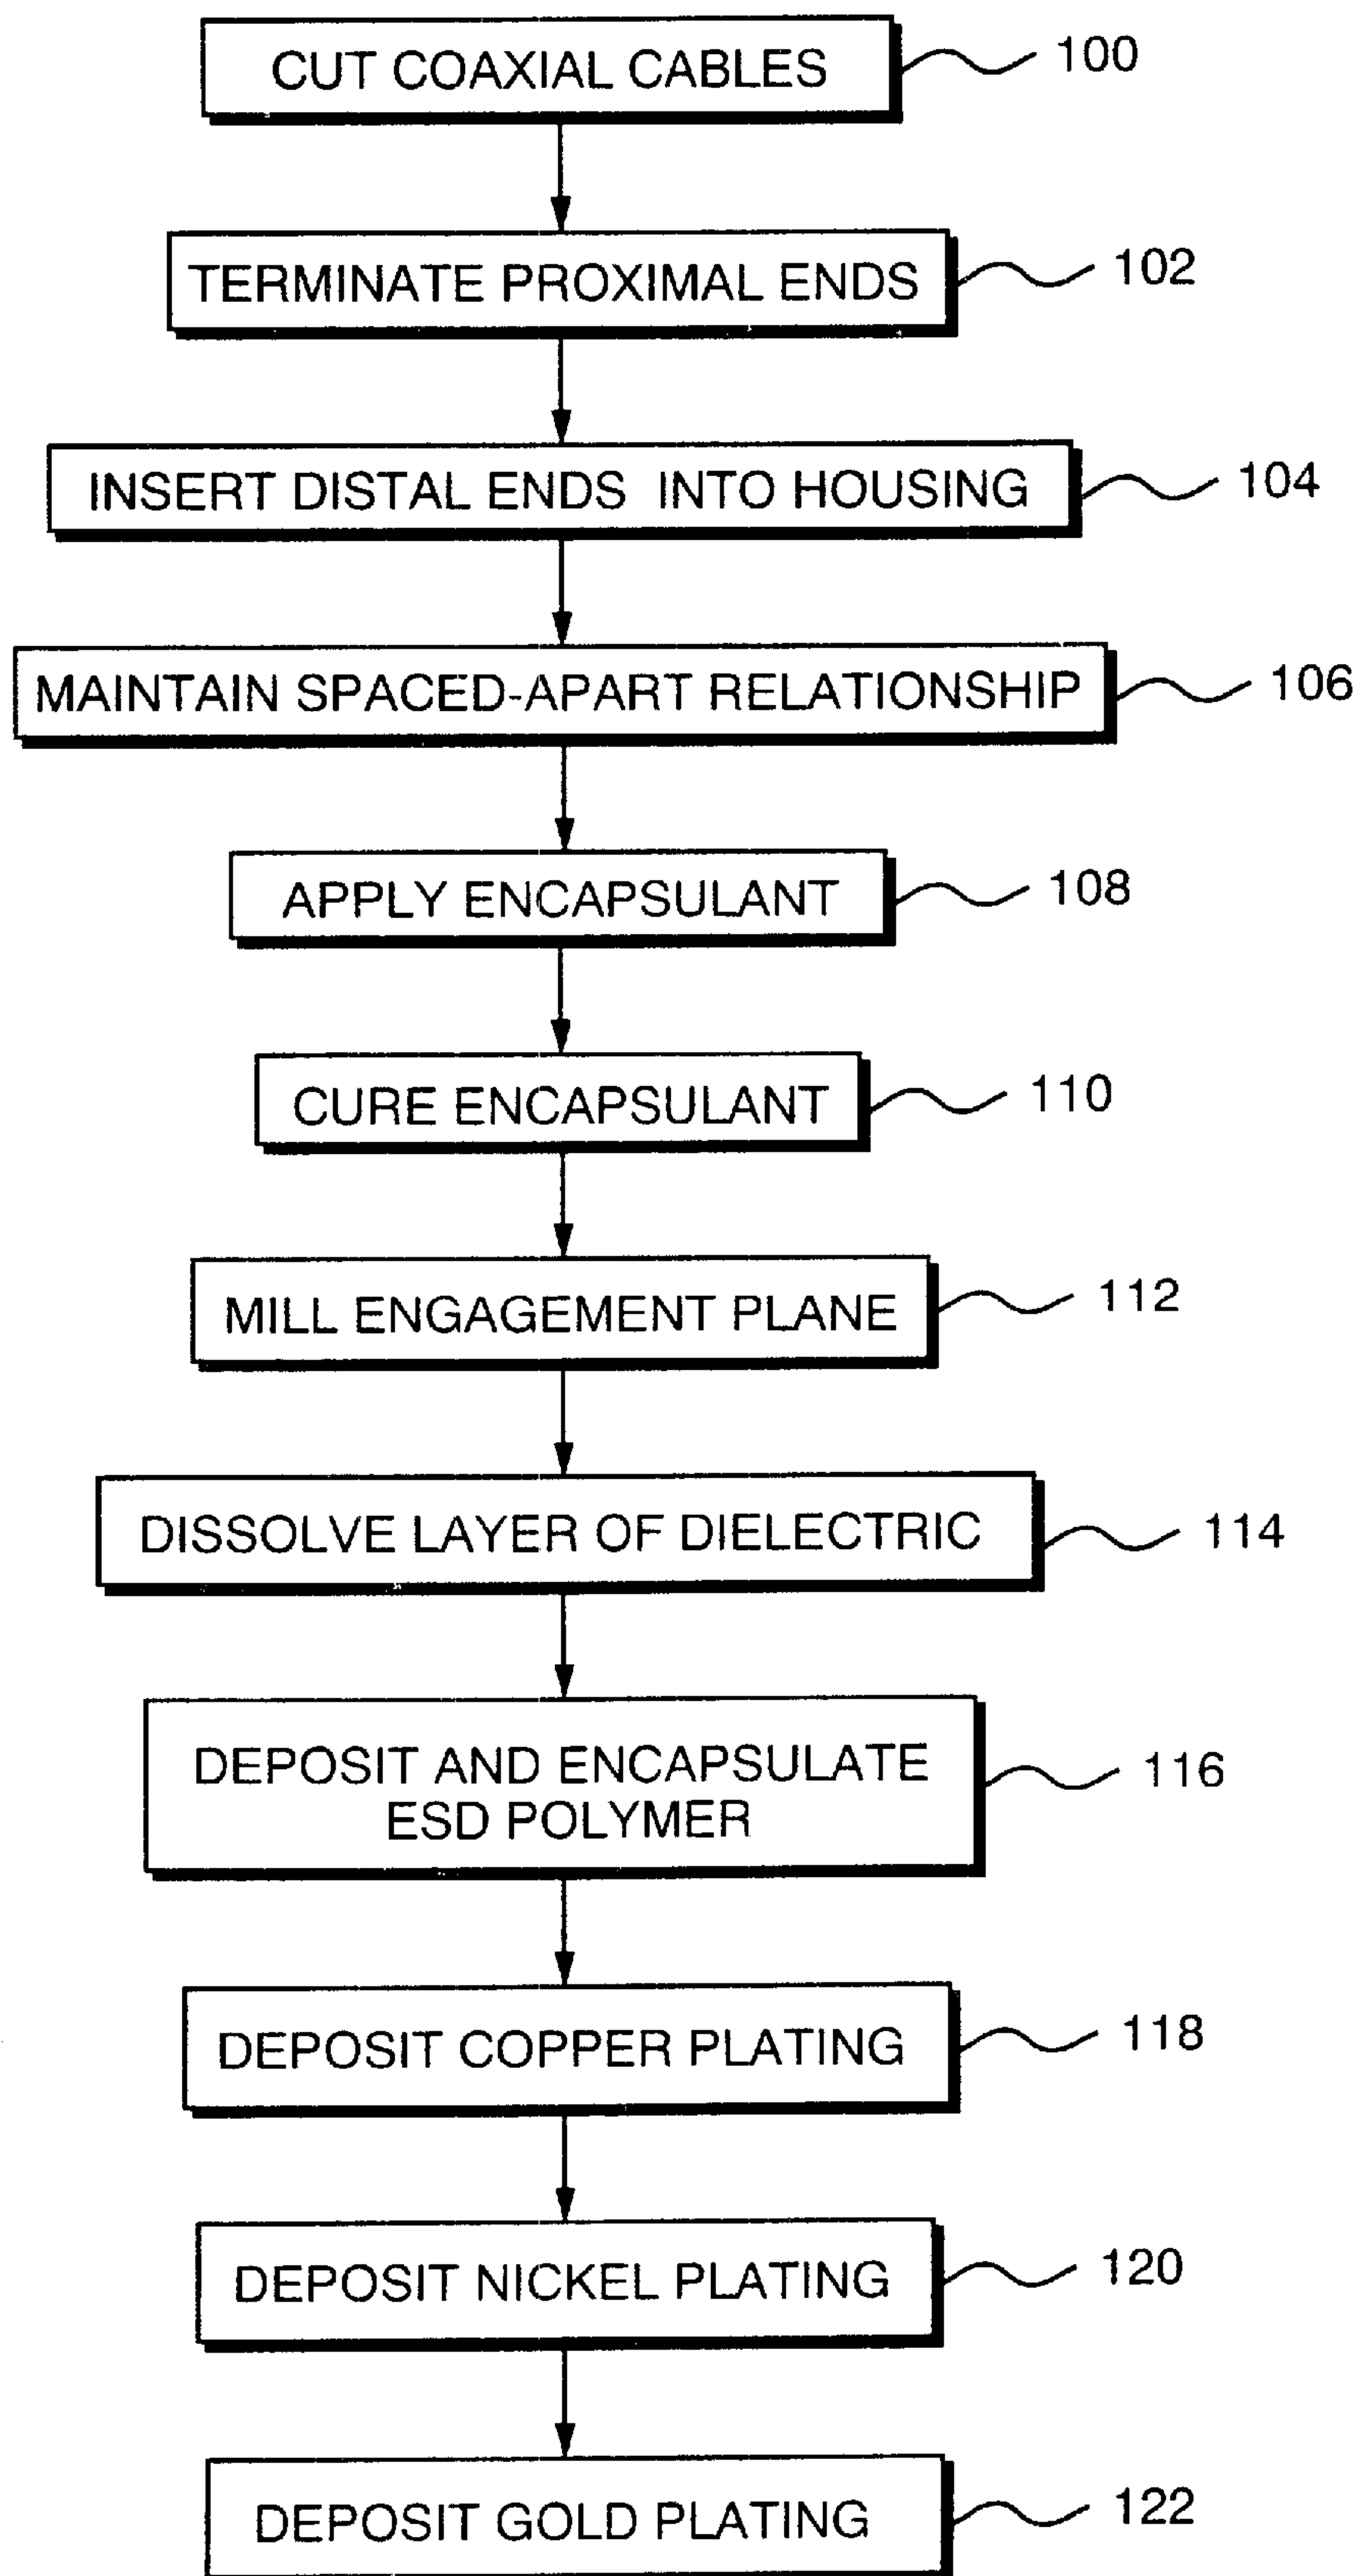 CUT COAXIAL CABLES 100
TERMINATE PROXIMAL ENDS 102
INSERT DISTAL ENDS INTO HOUSING 104
MAINTAIN SPACED-APART RELATIONSHIP 106
APPLY ENCAPSULANT 108
CURE ENCAPSULANT 110
MILL ENGAGEMENT PLANE 112
DISSOLVE LAYER OF DIELECTRIC 114
DEPOSIT AND ENCAPSULATE 116
ESD POLYMER
DEPOSIT COPPER PLATING 118
DEPOSIT NICKEL PLATING 120
DEPOSIT GOLD PLATING 122